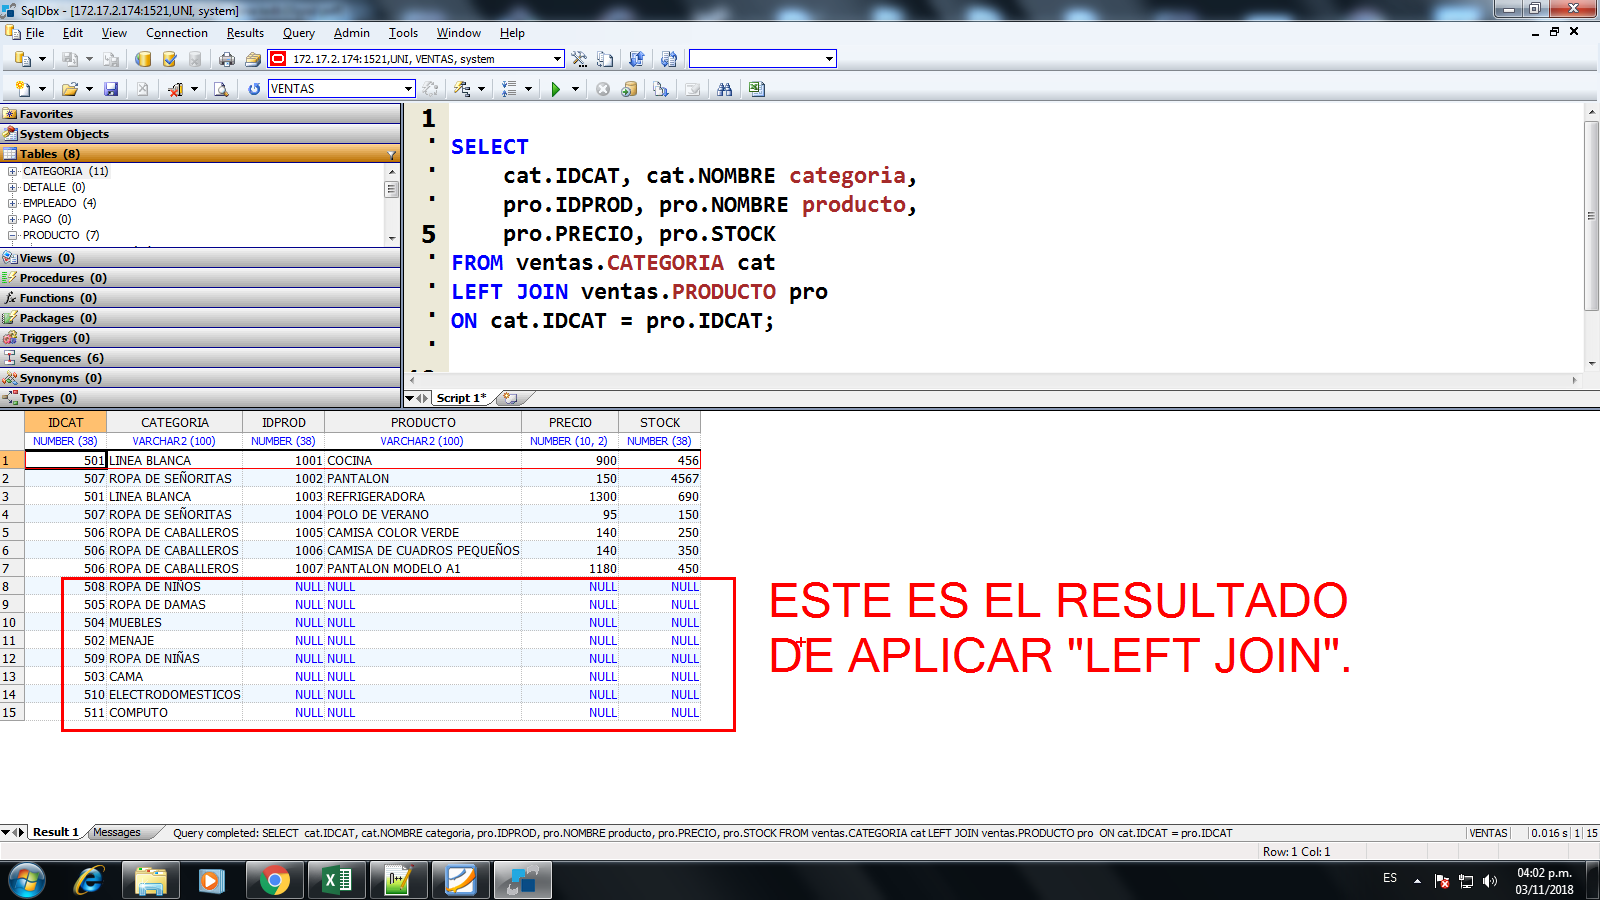 SqlDbx - [172.17.2.174:1521,UNI, system]
File Edit View Connection Results Query Admin Tools Window Help
172.17.2.174:1521,UNI, VENTAS, system
VENTAS
Favorites
System Objects
Tables (8)
CATEGORIA (11)
DETALLE (0)
EMPLEADO (4)
PAGO (0)
PRODUCTO (7)
Views (0)
Procedures (0)
Functions (0)
Packages (0)
Triggers (0)
Sequences (6)
Synonyms (0)
Types (0)
1
SELECT
cat.IDCAT, cat.NOMBRE categoria,
pro.IDPROD, pro.NOMBRE producto,
5 pro.PRECIO, pro.STOCK
FROM ventas.CATEGORIA cat
LEFT JOIN ventas.PRODUCTO pro
ON cat.IDCAT = pro.IDCAT;
Script 1*
IDCAT CATEGORIA IDPROD PRODUCTO PRECIO STOCK
NUMBER (38) VARCHAR2 (100) NUMBER (38) VARCHAR2 (100) NUMBER (10, 2) NUMBER (38)
1 501 LINEA BLANCA 1001 COCINA 900 456
2 507 ROPA DE SEÑORITAS 1002 PANTALON 150 4567
3 501 LINEA BLANCA 1003 REFRIGERADORA 1300 690
4 507 ROPA DE SEÑORITAS 1004 POLO DE VERANO 95 150
5 506 ROPA DE CABALLEROS 1005 CAMISA COLOR VERDE 140 250
6 506 ROPA DE CABALLEROS 1006 CAMISA DE CUADROS PEQUEÑOS 140 350
7 506 ROPA DE CABALLEROS 1007 PANTALON MODELO A1 1180 450
8 508 ROPA DE NIÑOS NULL NULL NULL NULL
9 505 ROPA DE DAMAS NULL NULL NULL NULL
10 504 MUEBLES NULL NULL NULL NULL
11 502 MENAJE NULL NULL NULL NULL
12 509 ROPA DE NIÑAS NULL NULL NULL NULL
13 503 CAMA NULL NULL NULL NULL
14 510 ELECTRODOMESTICOS NULL NULL NULL NULL
15 511 COMPUTO NULL NULL NULL NULL
ESTE ES EL RESULTADO
DE APLICAR "LEFT JOIN".
Result 1 Messages Query completed: SELECT cat.IDCAT, cat.NOMBRE categoria, pro.IDPROD, pro.NOMBRE producto, pro.PRECIO, pro.STOCK FROM ventas.CATEGORIA cat LEFT JOIN ventas.PRODUCTO pro ON cat.IDCAT = pro.IDCAT VENTAS 0.016 s 1 15
Row: 1 Col: 1
ES
04:02 p.m.
03/11/2018